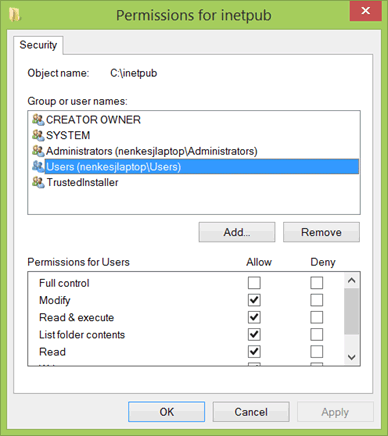 Permissions for inetpub
Security
Object name: C:\inetpub
Group or user names:
CREATOR OWNER
SYSTEM
Administrators (nenkesjlaptop\Administrators)
Users (nenkesjlaptop\Users)
TrustedInstaller
Add... Remove
Permissions for Users Allow Deny
Full control
Modify
Read & execute
List folder contents
Read
OK Cancel Apply